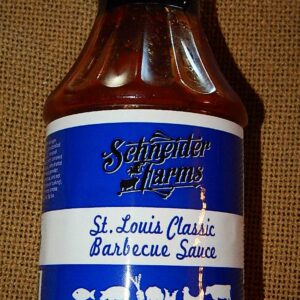 Schneider
Farms
St. Louis Classic
Barbecue Sauce